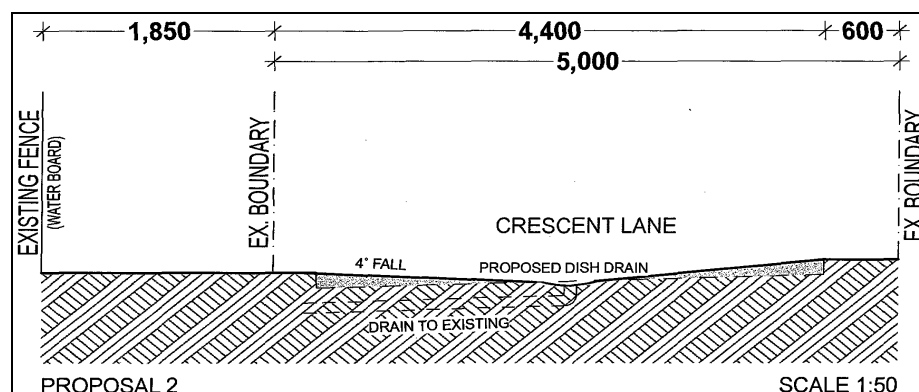 1,850 4,400 600
5,000
EXISTING FENCE
(WATER BOARD)
EX. BOUNDARY
EX. BOUNDARY
CRESCENT LANE
4° FALL
PROPOSED DISH DRAIN
DRAIN TO EXISTING
PROPOSAL 2
SCALE 1:50